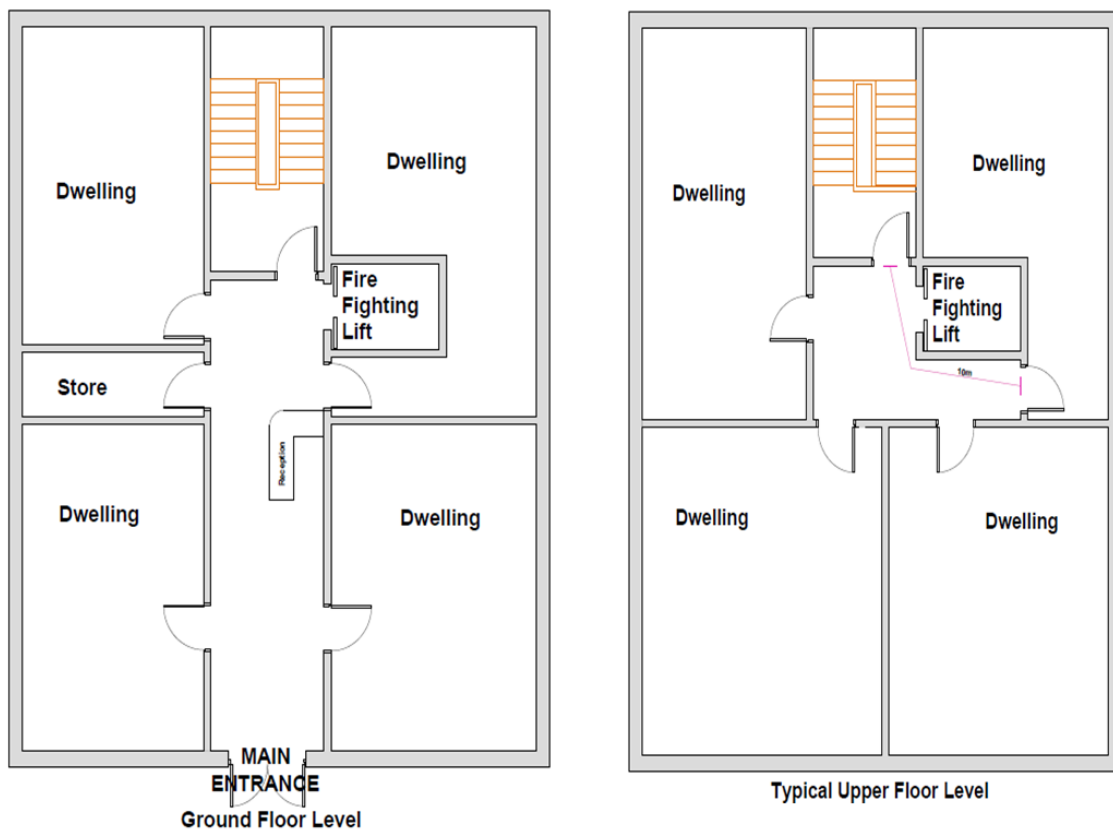 Dwelling
Dwelling
Fire
Fighting
Lift
Store
Reception
Dwelling
Dwelling
MAIN
ENTRANCE
Ground Floor Level
Dwelling
Dwelling
Fire
Fighting
Lift
10m
Dwelling
Dwelling
Typical Upper Floor Level